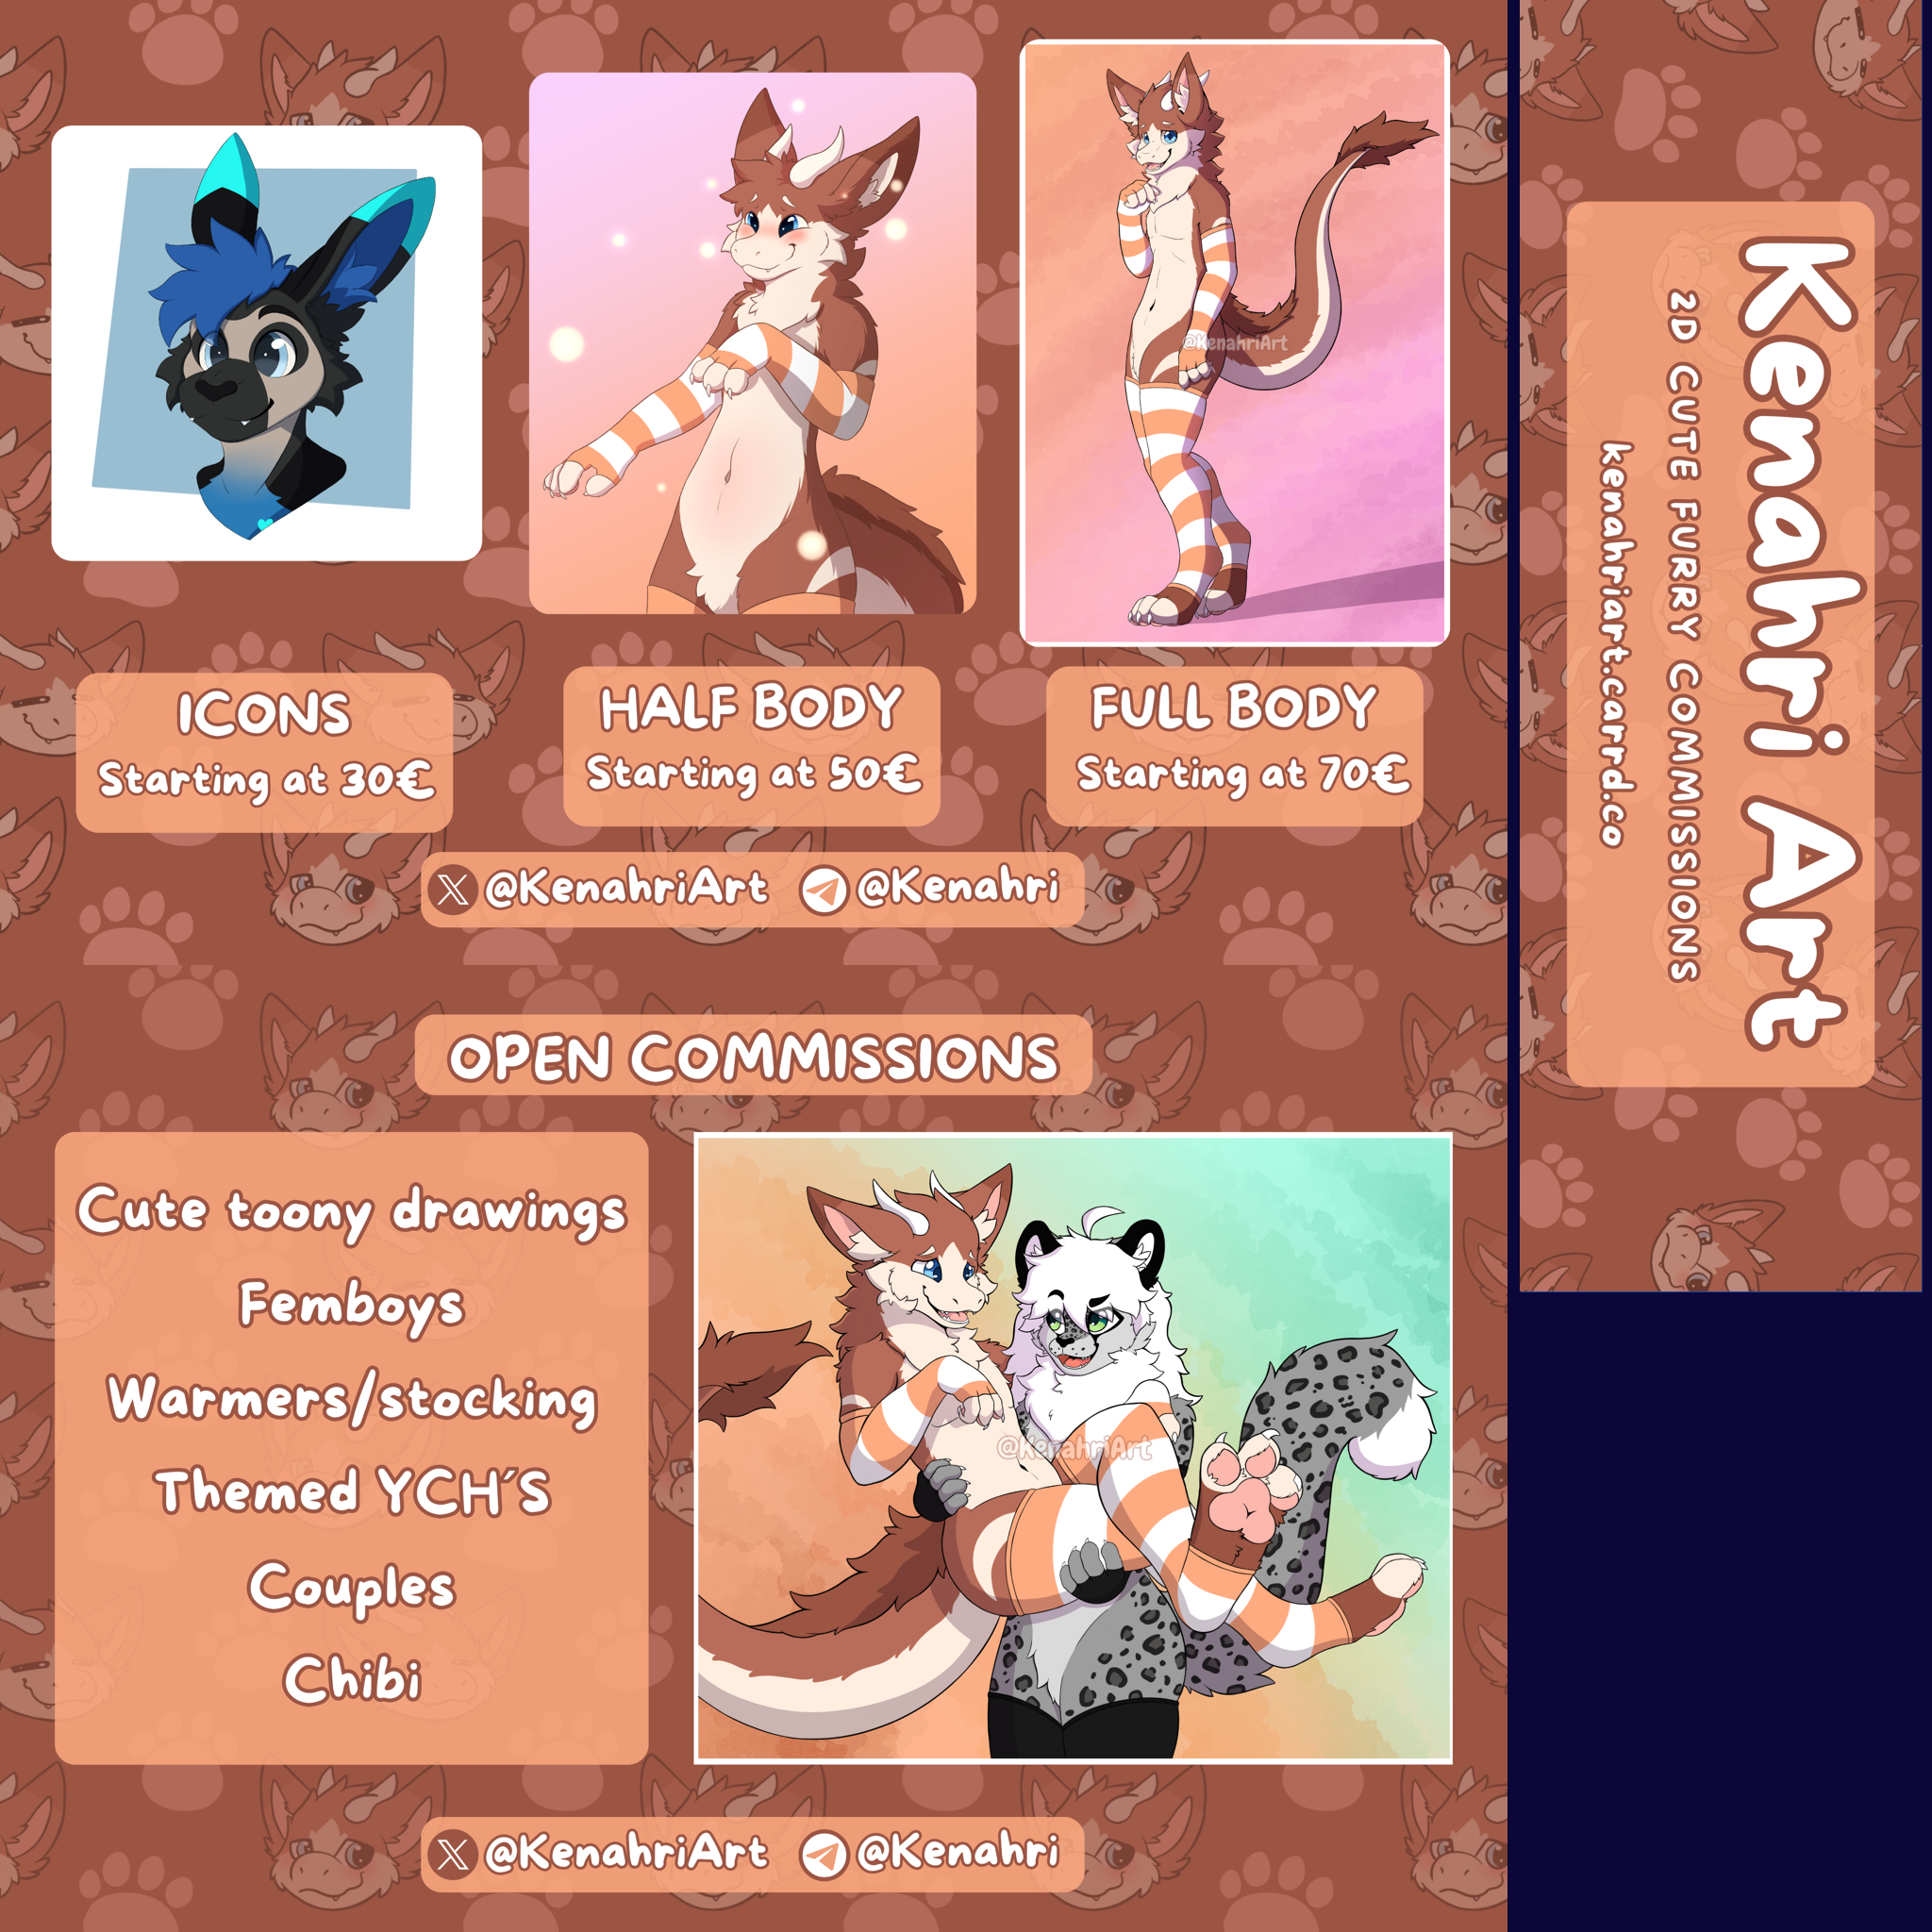 @KenahriArt
ICONS
Starting at 30€
HALF BODY
Starting at 50€
FULL BODY
Starting at 70€
@KenahriArt @Kenahri
OPEN COMMISSIONS
Cute toony drawings
Femboys
Warmers/stocking
Themed YCH´S
Couples
Chibi
@KenahriArt
@KenahriArt @Kenahri
Kenahri Art
2D CUTE FURRY COMMISSIONS
kenahriart.carrd.co